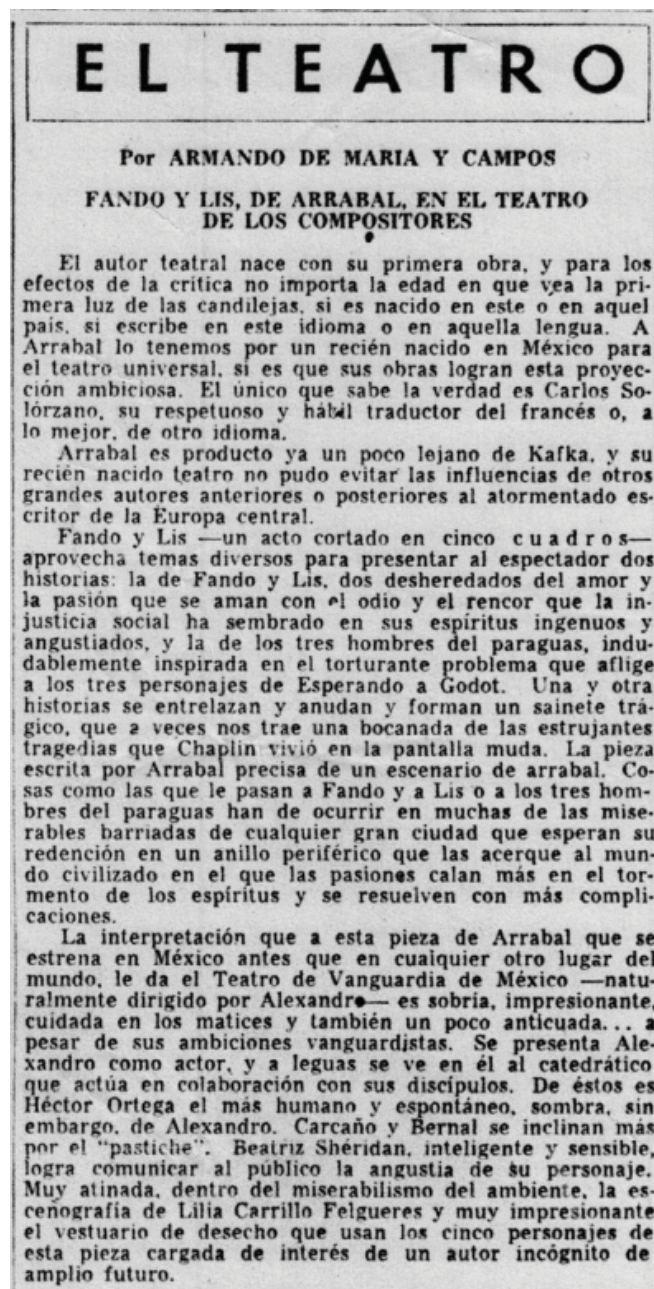 EL TEATRO
Por ARMANDO DE MARIA Y CAMPOS
FANDO Y LIS, DE ARRABAL, EN EL TEATRO
DE LOS COMPOSITORES
El autor teatral nace con su primera obra, y para los
efectos de la crítica no importa la edad en que vea la pri-
mera luz de las candilejas, si es nacido en este o en aquel
país, si escribe en este idioma o en aquella lengua. A
Arrabal lo tenemos por un recién nacido en México para
el teatro universal, si es que sus obras logran esta proyec-
ción ambiciosa. El único que sabe la verdad es Carlos So-
lórzano, su respetuoso y hábil traductor del francés o, a
lo mejor, de otro idioma.
Arrabal es producto ya un poco lejano de Kafka, y su
recién nacido teatro no pudo evitar las influencias de otros
grandes autores anteriores o posteriores al atormentado es-
critor de la Europa central.
Fando y Lis —un acto cortado en cinco cuadros—
aprovecha temas diversos para presentar al espectador dos
historias: la de Fando y Lis, dos desheredados del amor y
la pasión que se aman con el odio y el rencor que la in-
justicia social ha sembrado en sus espíritus ingenuos y
angustiados, y la de los tres hombres del paraguas, indu-
dablemente inspirada en el torturante problema que aflige
a los tres personajes de Esperando a Godot. Una y otra
historias se entrelazan y anudan y forman un sainete trá-
gico, que a veces nos trae una bocanada de las estrujantes
tragedias que Chaplin vivió en la pantalla muda. La pieza
escrita por Arrabal precisa de un escenario de arrabal. Co-
sas como las que le pasan a Fando y a Lis o a los tres hom-
bres del paraguas han de ocurrir en muchas de las mise-
rables barriadas de cualquier gran ciudad que esperan su
redención en un anillo periférico que las acerque al mun-
do civilizado en el que las pasiones calan más en el tor-
mento de los espíritus y se resuelven con más compli-
caciones.
La interpretación que a esta pieza de Arrabal que se
estrena en México antes que en cualquier otro lugar del
mundo, le da el Teatro de Vanguardia de México —natu-
ralmente dirigido por Alexandro— es sobria, impresionante,
cuidada en los matices y también un poco anticuada... a
pesar de sus ambiciones vanguardistas. Se presenta Ale-
xandro como actor, y a leguas se ve en él al catedrático
que actúa en colaboración con sus discípulos. De éstos es
Héctor Ortega el más humano y espontáneo, sombra, sin
embargo, de Alexandro. Carcaño y Bernal se inclinan más
por el "pastiche". Beatriz Shéridan, inteligente y sensible,
logra comunicar al público la angustia de su personaje.
Muy atinada, dentro del miserabilismo del ambiente, la es-
cenografía de Lilia Carrillo Felgueres y muy impresionante
el vestuario de desecho que usan los cinco personajes de
esta pieza cargada de interés de un autor incógnito de
amplio futuro.